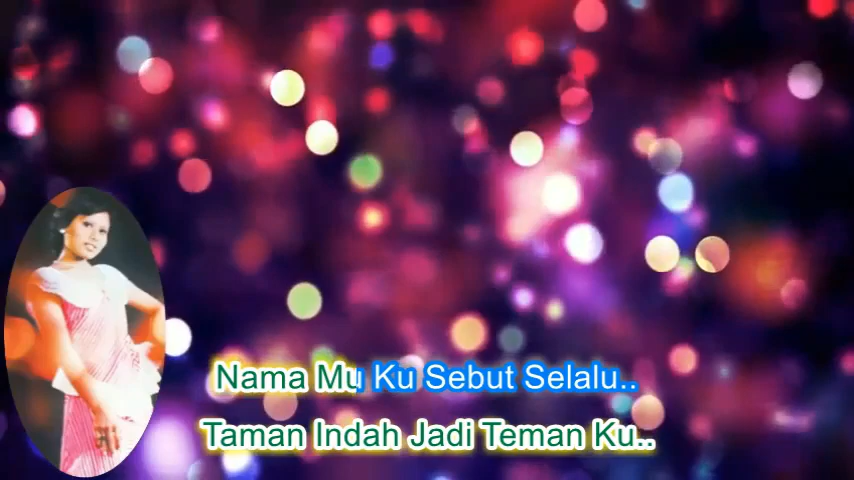 Nama Mu Ku Sebut Selalu..
Taman Indah Jadi Teman Ku..